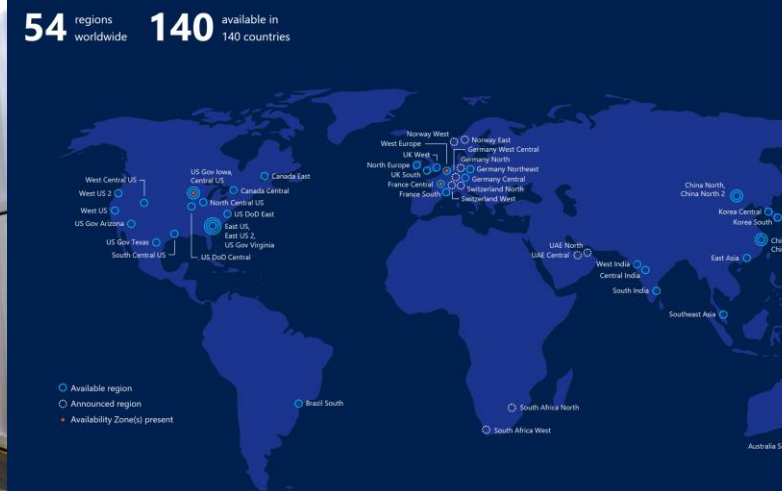 54 regions
worldwide
140 available in
140 countries
Norway West
Norway East
West Europe
Germany West Central
UK West
Germany North
North Europe
Germany Northeast
UK South
Germany Central
France Central
Switzerland North
France South
Switzerland West
US Gov Iowa,
Central US
Canada East
West Central US
West US 2
Canada Central
North Central US
West US
US DoD East
US Gov Arizona
East US,
East US 2,
US Gov Virginia
US Gov Texas
South Central US
US DoD Central
China North,
China North 2
Korea Central
Korea South
UAE North
UAE Central
West India
Central India
East Asia
South India
Southeast Asia
Available region
Announced region
Availability Zone(s) present
Brazil South
South Africa North
South Africa West
Australia